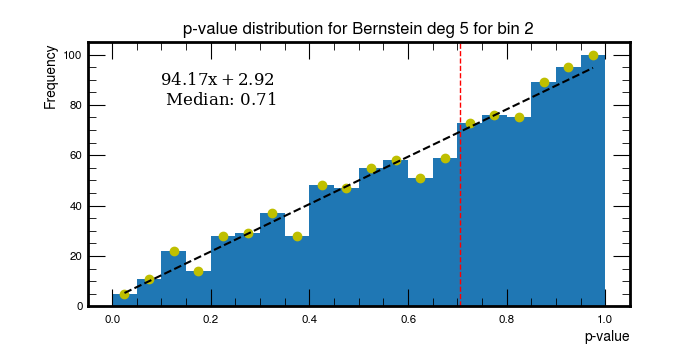 p-value distribution for Bernstein deg 5 for bin 2
Frequency
94.17x + 2.92
Median: 0.71
100
80
60
40
20
0
0.0 0.2 0.4 0.6 0.8 1.0
p-value